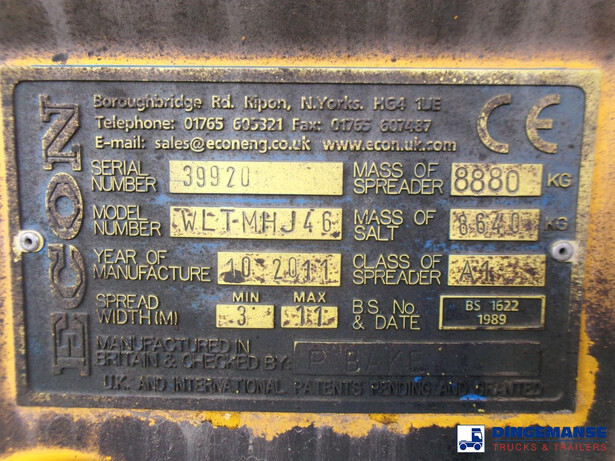 ECON
Boroughbridge Rd. Ripon, N.Yorks. HG4 1UE
Telephone: 01765 605321 Fax: 01765 607487
E-mail: sales@econeng.co.uk www.econ.uk.com
CE
SERIAL NUMBER 39920 MASS OF SPREADER 8880 KG
MODEL NUMBER WLTMHJ46 MASS OF SALT 8640 KG
YEAR OF MANUFACTURE 10 2011 CLASS OF SPREADER A1
SPREAD WIDTH(M) MIN 3 MAX 11 B.S. No & DATE BS 1622 1989
MANUFACTURED IN BRITAIN & CHECKED BY: P BAKE
U.K. AND INTERNATIONAL PATENTS PENDING AND GRANTED
DINGEMANSE
TRUCKS & TRAILERS